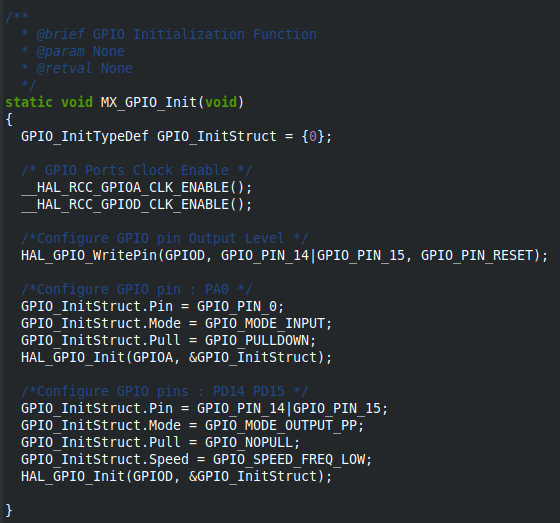 /**
  * @brief GPIO Initialization Function
  * @param None
  * @retval None
  */
static void MX_GPIO_Init(void)
{
  GPIO_InitTypeDef GPIO_InitStruct = {0};

  /* GPIO Ports Clock Enable */
  __HAL_RCC_GPIOA_CLK_ENABLE();
  __HAL_RCC_GPIOD_CLK_ENABLE();

  /*Configure GPIO pin Output Level */
  HAL_GPIO_WritePin(GPIOD, GPIO_PIN_14|GPIO_PIN_15, GPIO_PIN_RESET);

  /*Configure GPIO pin : PA0 */
  GPIO_InitStruct.Pin = GPIO_PIN_0;
  GPIO_InitStruct.Mode = GPIO_MODE_INPUT;
  GPIO_InitStruct.Pull = GPIO_PULLDOWN;
  HAL_GPIO_Init(GPIOA, &GPIO_InitStruct);

  /*Configure GPIO pins : PD14 PD15 */
  GPIO_InitStruct.Pin = GPIO_PIN_14|GPIO_PIN_15;
  GPIO_InitStruct.Mode = GPIO_MODE_OUTPUT_PP;
  GPIO_InitStruct.Pull = GPIO_NOPULL;
  GPIO_InitStruct.Speed = GPIO_SPEED_FREQ_LOW;
  HAL_GPIO_Init(GPIOD, &GPIO_InitStruct);

}